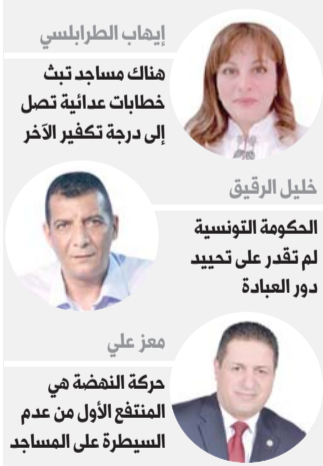 إيهاب الطرابلسي
هناك مساجد تبث
خطابات عدائية تصل
إلى درجة تكفير الآخر
خليل الرقيق
الحكومة التونسية
لم تقدر على تحييد
دور العبادة
معز علي
حركة النهضة هي
المنتفع الأول من عدم
السيطرة على المساجد